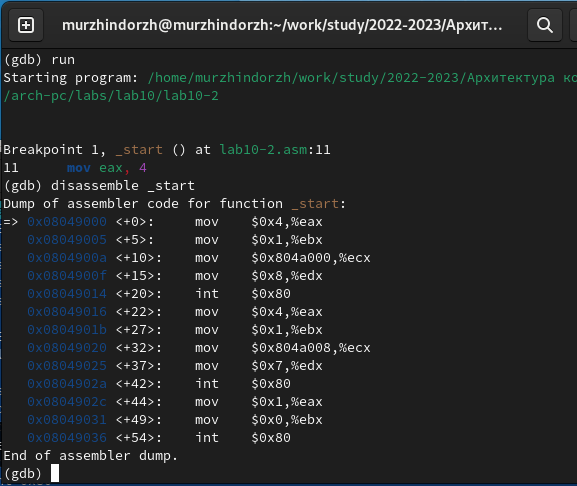 murzhindorzh@murzhindorzh:~/work/study/2022-2023/Архит...
(gdb) run
Starting program: /home/murzhindorzh/work/study/2022-2023/Архитектура ко
/arch-pc/labs/lab10/lab10-2
Breakpoint 1, _start () at lab10-2.asm:11
11      mov eax, 4
(gdb) disassemble _start
Dump of assembler code for function _start:
=> 0x08049000 <+0>:    mov    $0x4,%eax
   0x08049005 <+5>:    mov    $0x1,%ebx
   0x0804900a <+10>:    mov    $0x804a000,%ecx
   0x0804900f <+15>:    mov    $0x8,%edx
   0x08049014 <+20>:    int    $0x80
   0x08049016 <+22>:    mov    $0x4,%eax
   0x0804901b <+27>:    mov    $0x1,%ebx
   0x08049020 <+32>:    mov    $0x804a008,%ecx
   0x08049025 <+37>:    mov    $0x7,%edx
   0x0804902a <+42>:    int    $0x80
   0x0804902c <+44>:    mov    $0x1,%eax
   0x08049031 <+49>:    mov    $0x0,%ebx
   0x08049036 <+54>:    int    $0x80
End of assembler dump.
(gdb)